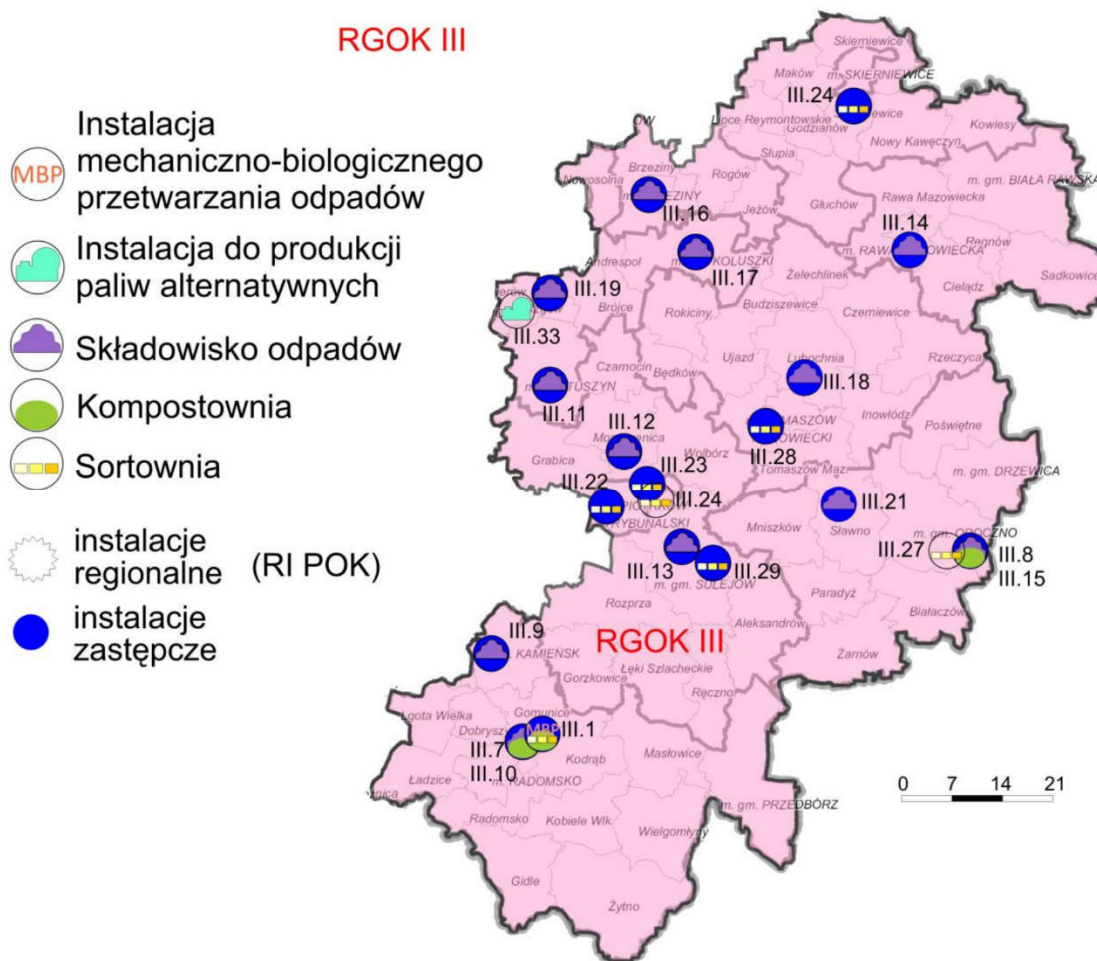 RGOK III
Instalacja
mechaniczno-biologicznego
przetwarzania odpadów
MBP
Instalacja do produkcji
paliw alternatywnych
Składowisko odpadów
Kompostownia
Sortownia
instalacje
regionalne
(RI POK)
instalacje
zastępcze
Skierniewice
Maków
m. SKIERNIEWICE
III.24
Lipce Reymontowskie
Godzianów
Kowiesy
Nowy Kawęczyn
Słupia
Brzeziny
Nowosolna
Rogów
m. gm. BIAŁA RAWSKA
Rawa Mazowiecka
Głuchów
Jeżów
III.16
III.14
Regnów
Sadkowice
Cielądz
KOLUSZKI
III.17
Żelechlinek
Andrespol
III.19
Brójce
III.33
Rokiciny
Budziszewice
Czerniewice
Ujazd
Lubochnia
Rzeczyca
Czarnocin
Będków
III.18
TUSZYN
III.11
III.12
Inowłódz
Poświętne
III.28
Wolbórz
Grabica
III.23
Tomaszów Maz.
m. gm. DRZEWICA
III.22
III.24
III.21
Mniszków
Sławno
III.27
III.8
III.15
III.13
III.29
m. gm. SULEJÓW
Paradyż
Białaczów
Rozprza
Aleksandrów
III.9
KAMIEŃSK
RGOK III
Żarnów
Łęki Szlacheckie
Gorzkowice
Ręczno
Lgota Wielka
Gomunice
MBP
III.1
III.7
III.10
Kodrąb
Masłowice
Ładzice
m. RADOMSKO
m. gm. PRZEDBÓRZ
Radomsko
Kobiele Wlk.
Wielgomłyny
Gidle
Żytno
0 7 14 21